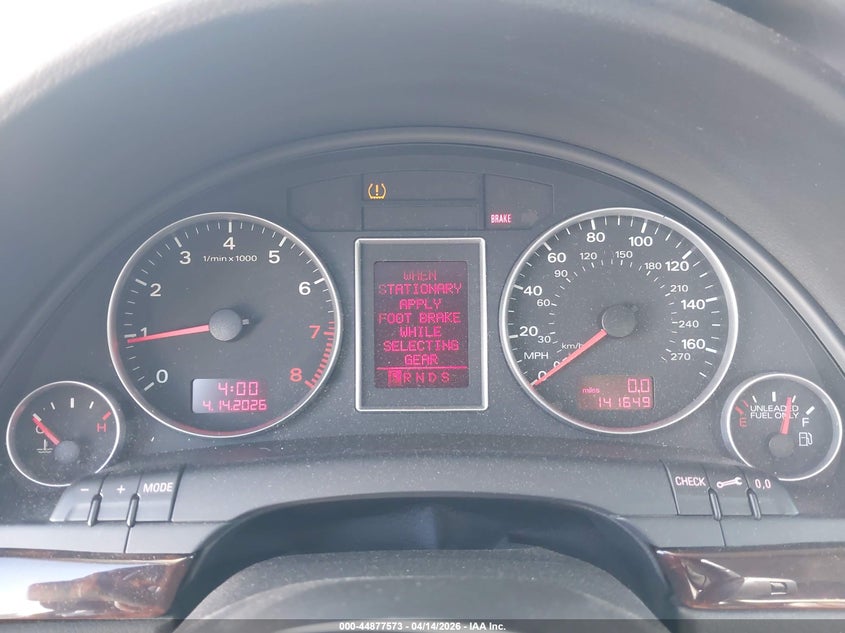 BRAKE
0 1 2 3 4 5 6 7 8
1/min x 1000
4:00
4.14.2026
WHEN
STATIONARY
APPLY
FOOT BRAKE
WHILE
SELECTING
GEAR
P R N D S
0 20 40 60 80 100 120 140 160
30 60 90 120 150 180 210 240 270
km/h
MPH
miles 0.0
141649
C H
UNLEADED
FUEL ONLY
E F
- + MODE
CHECK 0.0
000-44877573 - 04/14/2026 - IAA Inc.